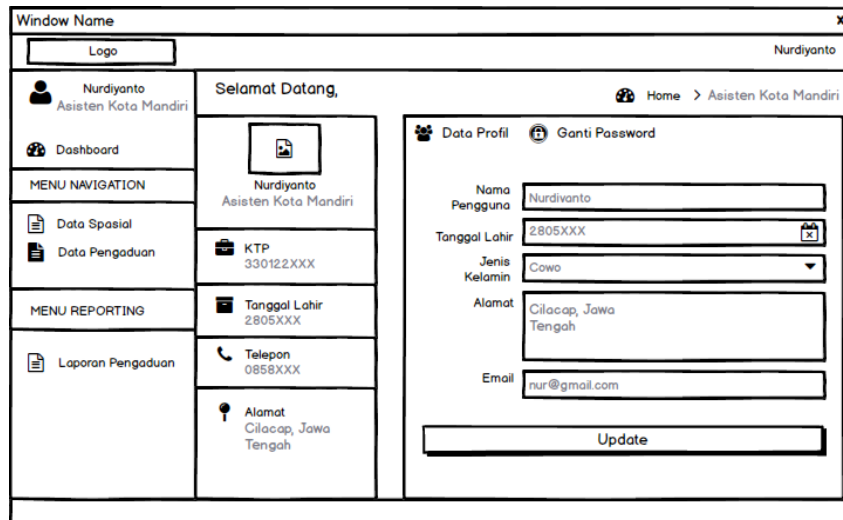 Window Name
x
Logo
Nurdiyanto
Nurdiyanto
Asisten Kota Mandiri
Dashboard
MENU NAVIGATION
Data Spasial
Data Pengaduan
MENU REPORTING
Laporan Pengaduan
Selamat Datang,
Home > Asisten Kota Mandiri
Nurdiyanto
Asisten Kota Mandiri
KTP
330122XXX
Tanggal Lahir
2805XXX
Telepon
0858XXX
Alamat
Cilacap, Jawa
Tengah
Data Profil
Ganti Password
Nama
Pengguna
Nurdiyanto
Tanggal Lahir
2805XXX
Jenis
Kelamin
Cowo
Alamat
Cilacap, Jawa
Tengah
Email
nur@gmail.com
Update